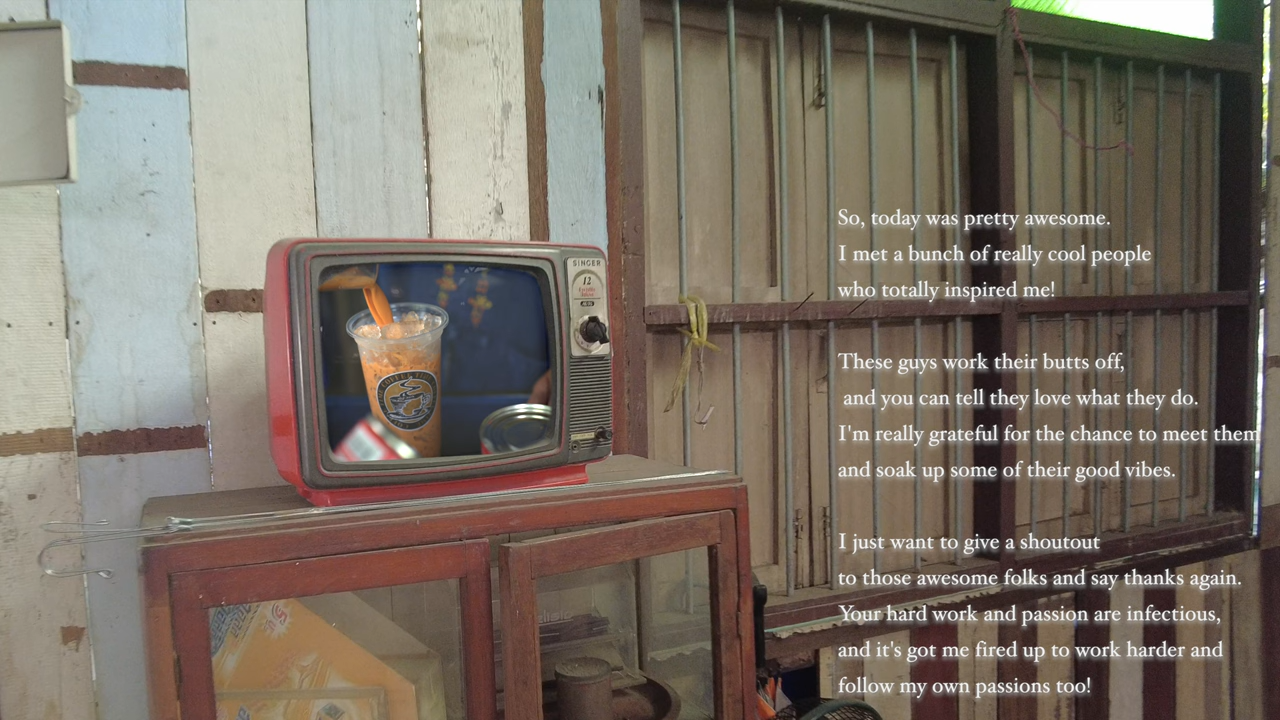 So, today was pretty awesome.
I met a bunch of really cool people
who totally inspired me!
These guys work their butts off,
and you can tell they love what they do.
I'm really grateful for the chance to meet them
and soak up some of their good vibes.
I just want to give a shoutout
to those awesome folks and say thanks again.
Your hard work and passion are infectious,
and it's got me fired up to work harder and
follow my own passions too!
SINGER
12